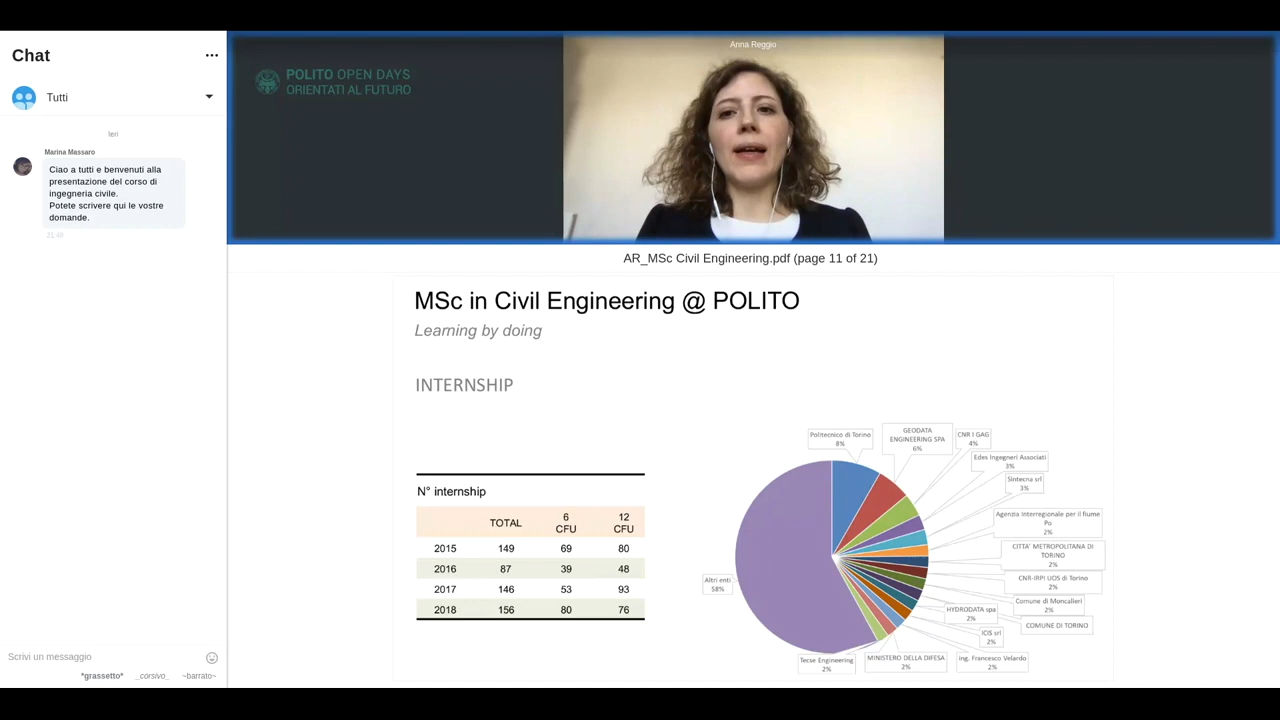 Chat
Tutti
Ieri
Marina Massaro
Ciao a tutti e benvenuti alla
presentazione del corso di
ingegneria civile.
Potete scrivere qui le vostre
domande.
21:48
Scrivi un messaggio
*grassetto* _corsivo_ ~barrato~
POLITO OPEN DAYS
ORIENTATI AL FUTURO
Anna Reggio
AR_MSc Civil Engineering.pdf (page 11 of 21)
MSc in Civil Engineering @ POLITO
Learning by doing
INTERNSHIP
N° internship
TOTAL 6 CFU 12 CFU
2015 149 69 80
2016 87 39 48
2017 146 53 93
2018 156 80 76
Politecnico di Torino
8%
GEODATA
ENGINEERING SPA
6%
CNR I GAG
4%
Edes Ingegneri Associati
3%
Sintecna srl
3%
Agenzia Interregionale per il fiume
Po
2%
CITTA' METROPOLITANA DI
TORINO
2%
CNR-IRPI UOS di Torino
2%
Comune di Moncalieri
2%
COMUNE DI TORINO
HYDRODATA spa
2%
ICIS srl
2%
ing. Francesco Velardo
2%
MINISTERO DELLA DIFESA
2%
Tecse Engineering
2%
Altri enti
58%